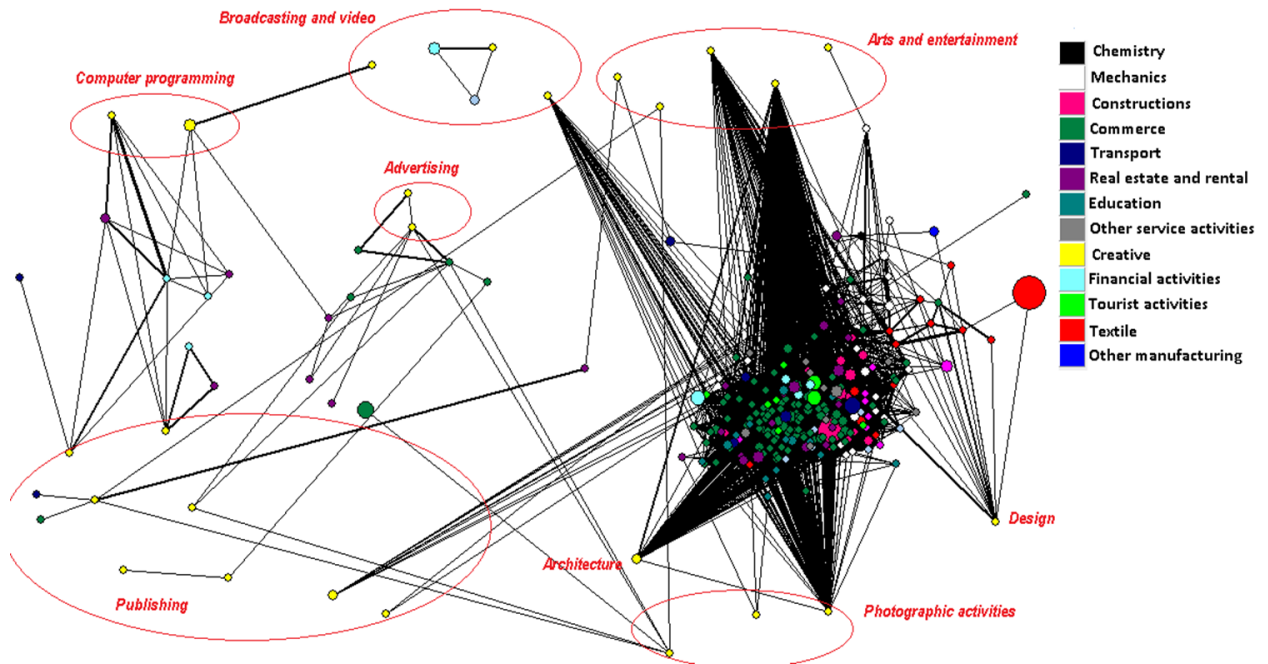 Broadcasting and video
Arts and entertainment
Computer programming
Advertising
Publishing
Architecture
Photographic activities
Design
Chemistry
Mechanics
Constructions
Commerce
Transport
Real estate and rental
Education
Other service activities
Creative
Financial activities
Tourist activities
Textile
Other manufacturing